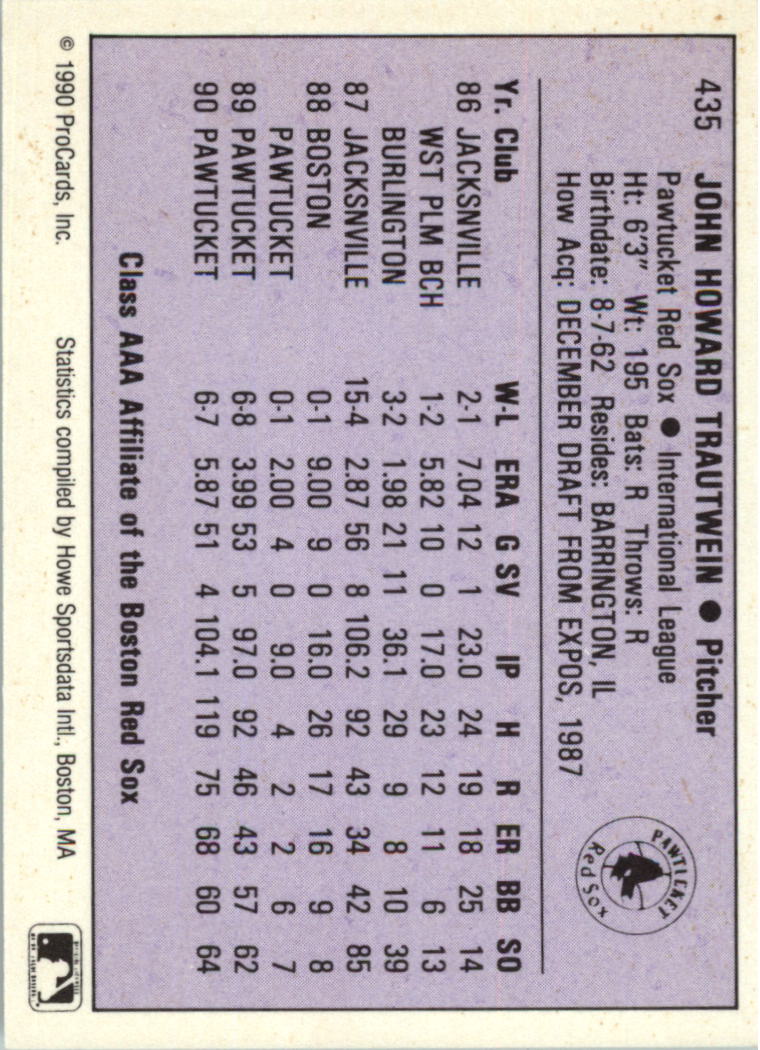 435 JOHN HOWARD TRAUTWEIN ● Pitcher
Pawtucket Red Sox ● International League
Ht: 6'3" Wt: 195 Bats: R Throws: R
Birthdate: 8-7-62 Resides: BARRINGTON, IL
How Acq: DECEMBER DRAFT FROM EXPOS, 1987
PAWTUCKET
Red Sox
Yr. Club W-L ERA G SV IP H R ER BB SO
86 JACKSNVILLE 2-1 7.04 12 1 23.0 24 19 18 25 14
WST PLM BCH 1-2 5.82 10 0 17.0 23 12 11 6 13
BURLINGTON 3-2 1.98 21 11 36.1 29 9 8 10 39
87 JACKSNVILLE 15-4 2.87 56 8 106.2 92 43 34 42 85
88 BOSTON 0-1 9.00 9 0 16.0 26 17 16 9 8
PAWTUCKET 0-1 2.00 4 0 9.0 4 2 2 6 7
89 PAWTUCKET 6-8 3.99 53 5 97.0 92 46 43 57 62
90 PAWTUCKET 6-7 5.87 51 4 104.1 119 75 68 60 64
Class AAA Affiliate of the Boston Red Sox
© 1990 ProCards, Inc. Statistics compiled by Howe Sportsdata Intl., Boston, MA